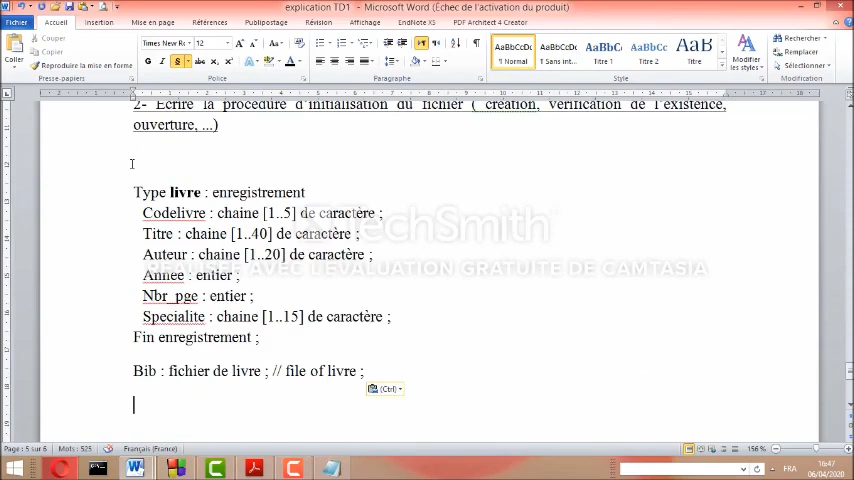 explication TD1 - Microsoft Word (Échec de l'activation du produit)
Fichier Accueil Insertion Mise en page Références Publipostage Révision Affichage EndNote X5 PDF Architect 4 Creator
Couper
Copier
Reproduire la mise en forme
Coller
Presse-papiers
Times New Ro 12
Police
Paragraphe
AaBbCcDc AaBbCcDc AaBbC AaBbCc AaB
¶ Normal ¶ Sans int... Titre 1 Titre 2 Titre
Style
Modifier les styles
Rechercher
Remplacer
Sélectionner
Modification
2- Ecrire la procédure d'initialisation du fichier ( création, vérification de l'existence,
ouverture, ...)
Type livre : enregistrement
Codelivre : chaine [1..5] de caractère ;
Titre : chaine [1..40] de caractère ;
Auteur : chaine [1..20] de caractère ;
Annee : entier ;
Nbr_pge : entier ;
Specialite : chaine [1..15] de caractère ;
Fin enregistrement ;
Bib : fichier de livre ; // file of livre ;
(Ctrl)
TechSmith
RÉALISÉE AVEC L'ÉVALUATION GRATUITE DE CAMTASIA
Page : 5 sur 6 Mots : 525 Français (France) 156 %
FR
16:47
06/04/2020